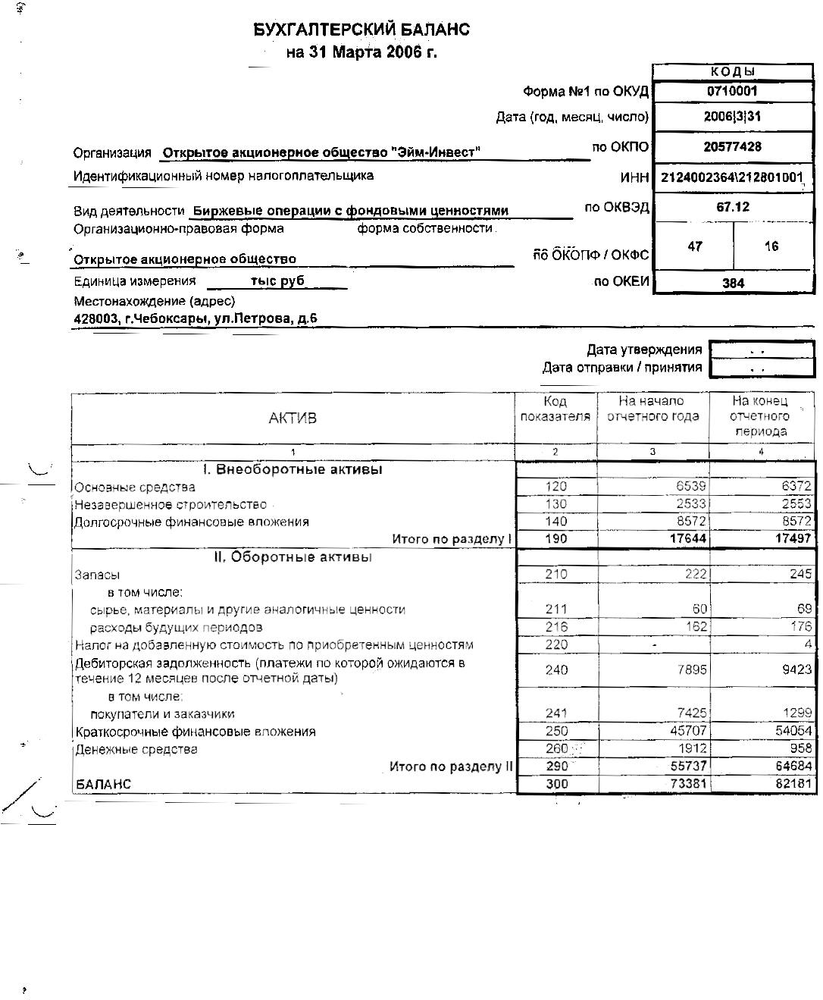 БУХГАЛТЕРСКИЙ БАЛАНС
на 31 Марта 2006 г.
КОДЫ
Форма №1 по ОКУД 0710001
Дата (год, месяц, число) 2006|3|31
Организация Открытое акционерное общество "Эйм-Инвест" по ОКПО 20577428
Идентификационный номер налогоплательщика ИНН 2124002364\212801001
Вид деятельности Биржевые операции с фондовыми ценностями по ОКВЭД 67.12
Организационно-правовая форма форма собственности
Открытое акционерное общество по ОКОПФ / ОКФС 47 16
Единица измерения тыс руб по ОКЕИ 384
Местонахождение (адрес)
428003, г.Чебоксары, ул.Петрова, д.6
Дата утверждения . .
Дата отправки / принятия . .
АКТИВ Код показателя На начало отчетного года На конец отчетного периода
1 2 3 4
I. Внеоборотные активы
Основные средства 120 6539 6372
Незавершенное строительство 130 2533 2553
Долгосрочные финансовые вложения 140 8572 8572
Итого по разделу I 190 17644 17497
II. Оборотные активы
Запасы 210 222 245
в том числе:
сырье, материалы и другие аналогичные ценности 211 60 69
расходы будущих периодов 216 162 176
Налог на добавленную стоимость по приобретенным ценностям 220 - 4
Дебиторская задолженность (платежи по которой ожидаются в
течение 12 месяцев после отчетной даты) 240 7895 9423
в том числе:
покупатели и заказчики 241 7425 1299
Краткосрочные финансовые вложения 250 45707 54054
Денежные средства 260 1912 958
Итого по разделу II 290 55737 64684
БАЛАНС 300 73381 82181